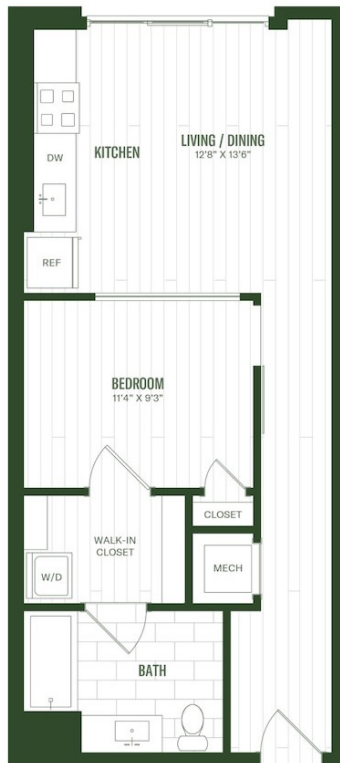 KITCHEN
LIVING / DINING
12'8" X 13'6"
DW
REF
BEDROOM
11'4" X 9'3"
CLOSET
WALK-IN
CLOSET
W/D
MECH
BATH